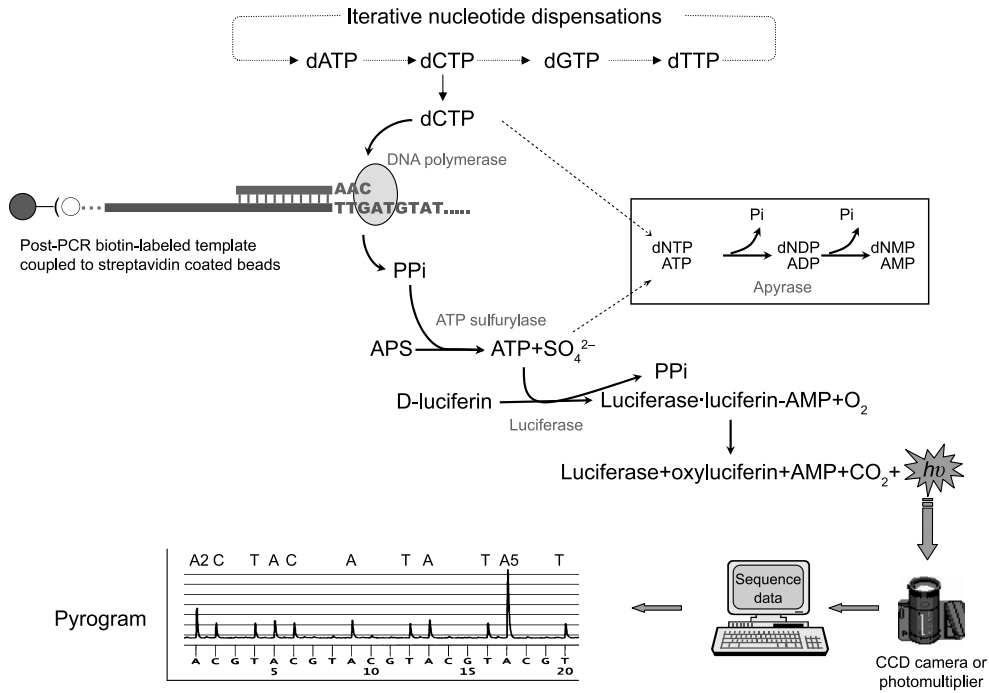 Iterative nucleotide dispensations
dATP dCTP dGTP dTTP
dCTP
DNA polymerase
AAC
TTGATGTAT.....
Post-PCR biotin-labeled template
coupled to streptavidin coated beads
Pi Pi
dNTP dNDP dNMP
ATP ADP AMP
Apyrase
PPi
ATP sulfurylase
APS ATP+SO₄²⁻
PPi
D-luciferin Luciferase·luciferin-AMP+O₂
Luciferase
Luciferase+oxyluciferin+AMP+CO₂+ hυ
A2 C T A C A T A T A5 T
Pyrogram
A C G T A C G T A C G T A C G T A C G T
5 10 15 20
Sequence
data
CCD camera or
photomultiplier